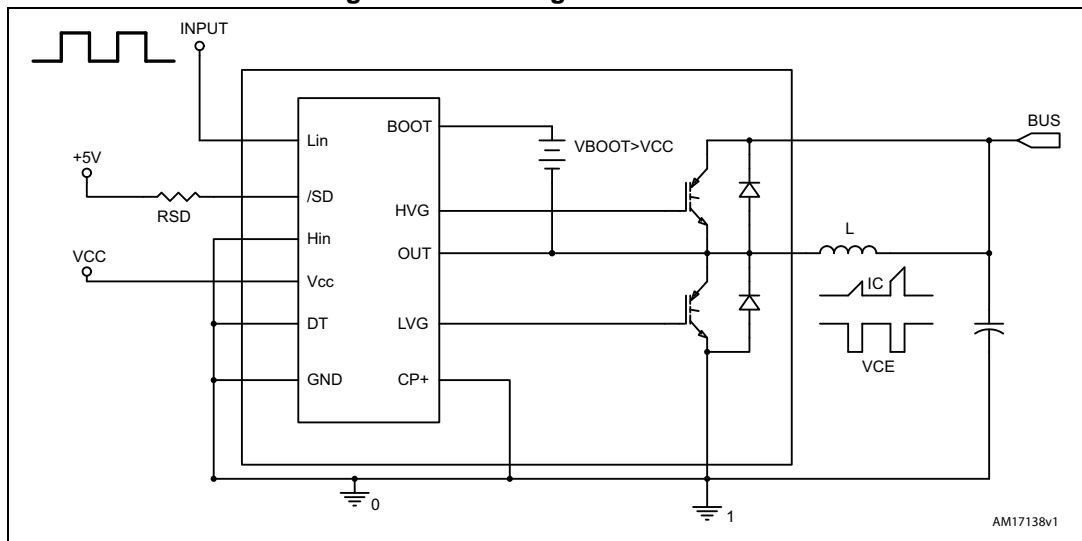 INPUT
BOOT
BUS
Lin
VBOOT>VCC
+5V
/SD
RSD
HVG
L
Hin
OUT
VCC
Vcc
IC
DT
LVG
VCE
GND
CP+
0
1
AM17138v1